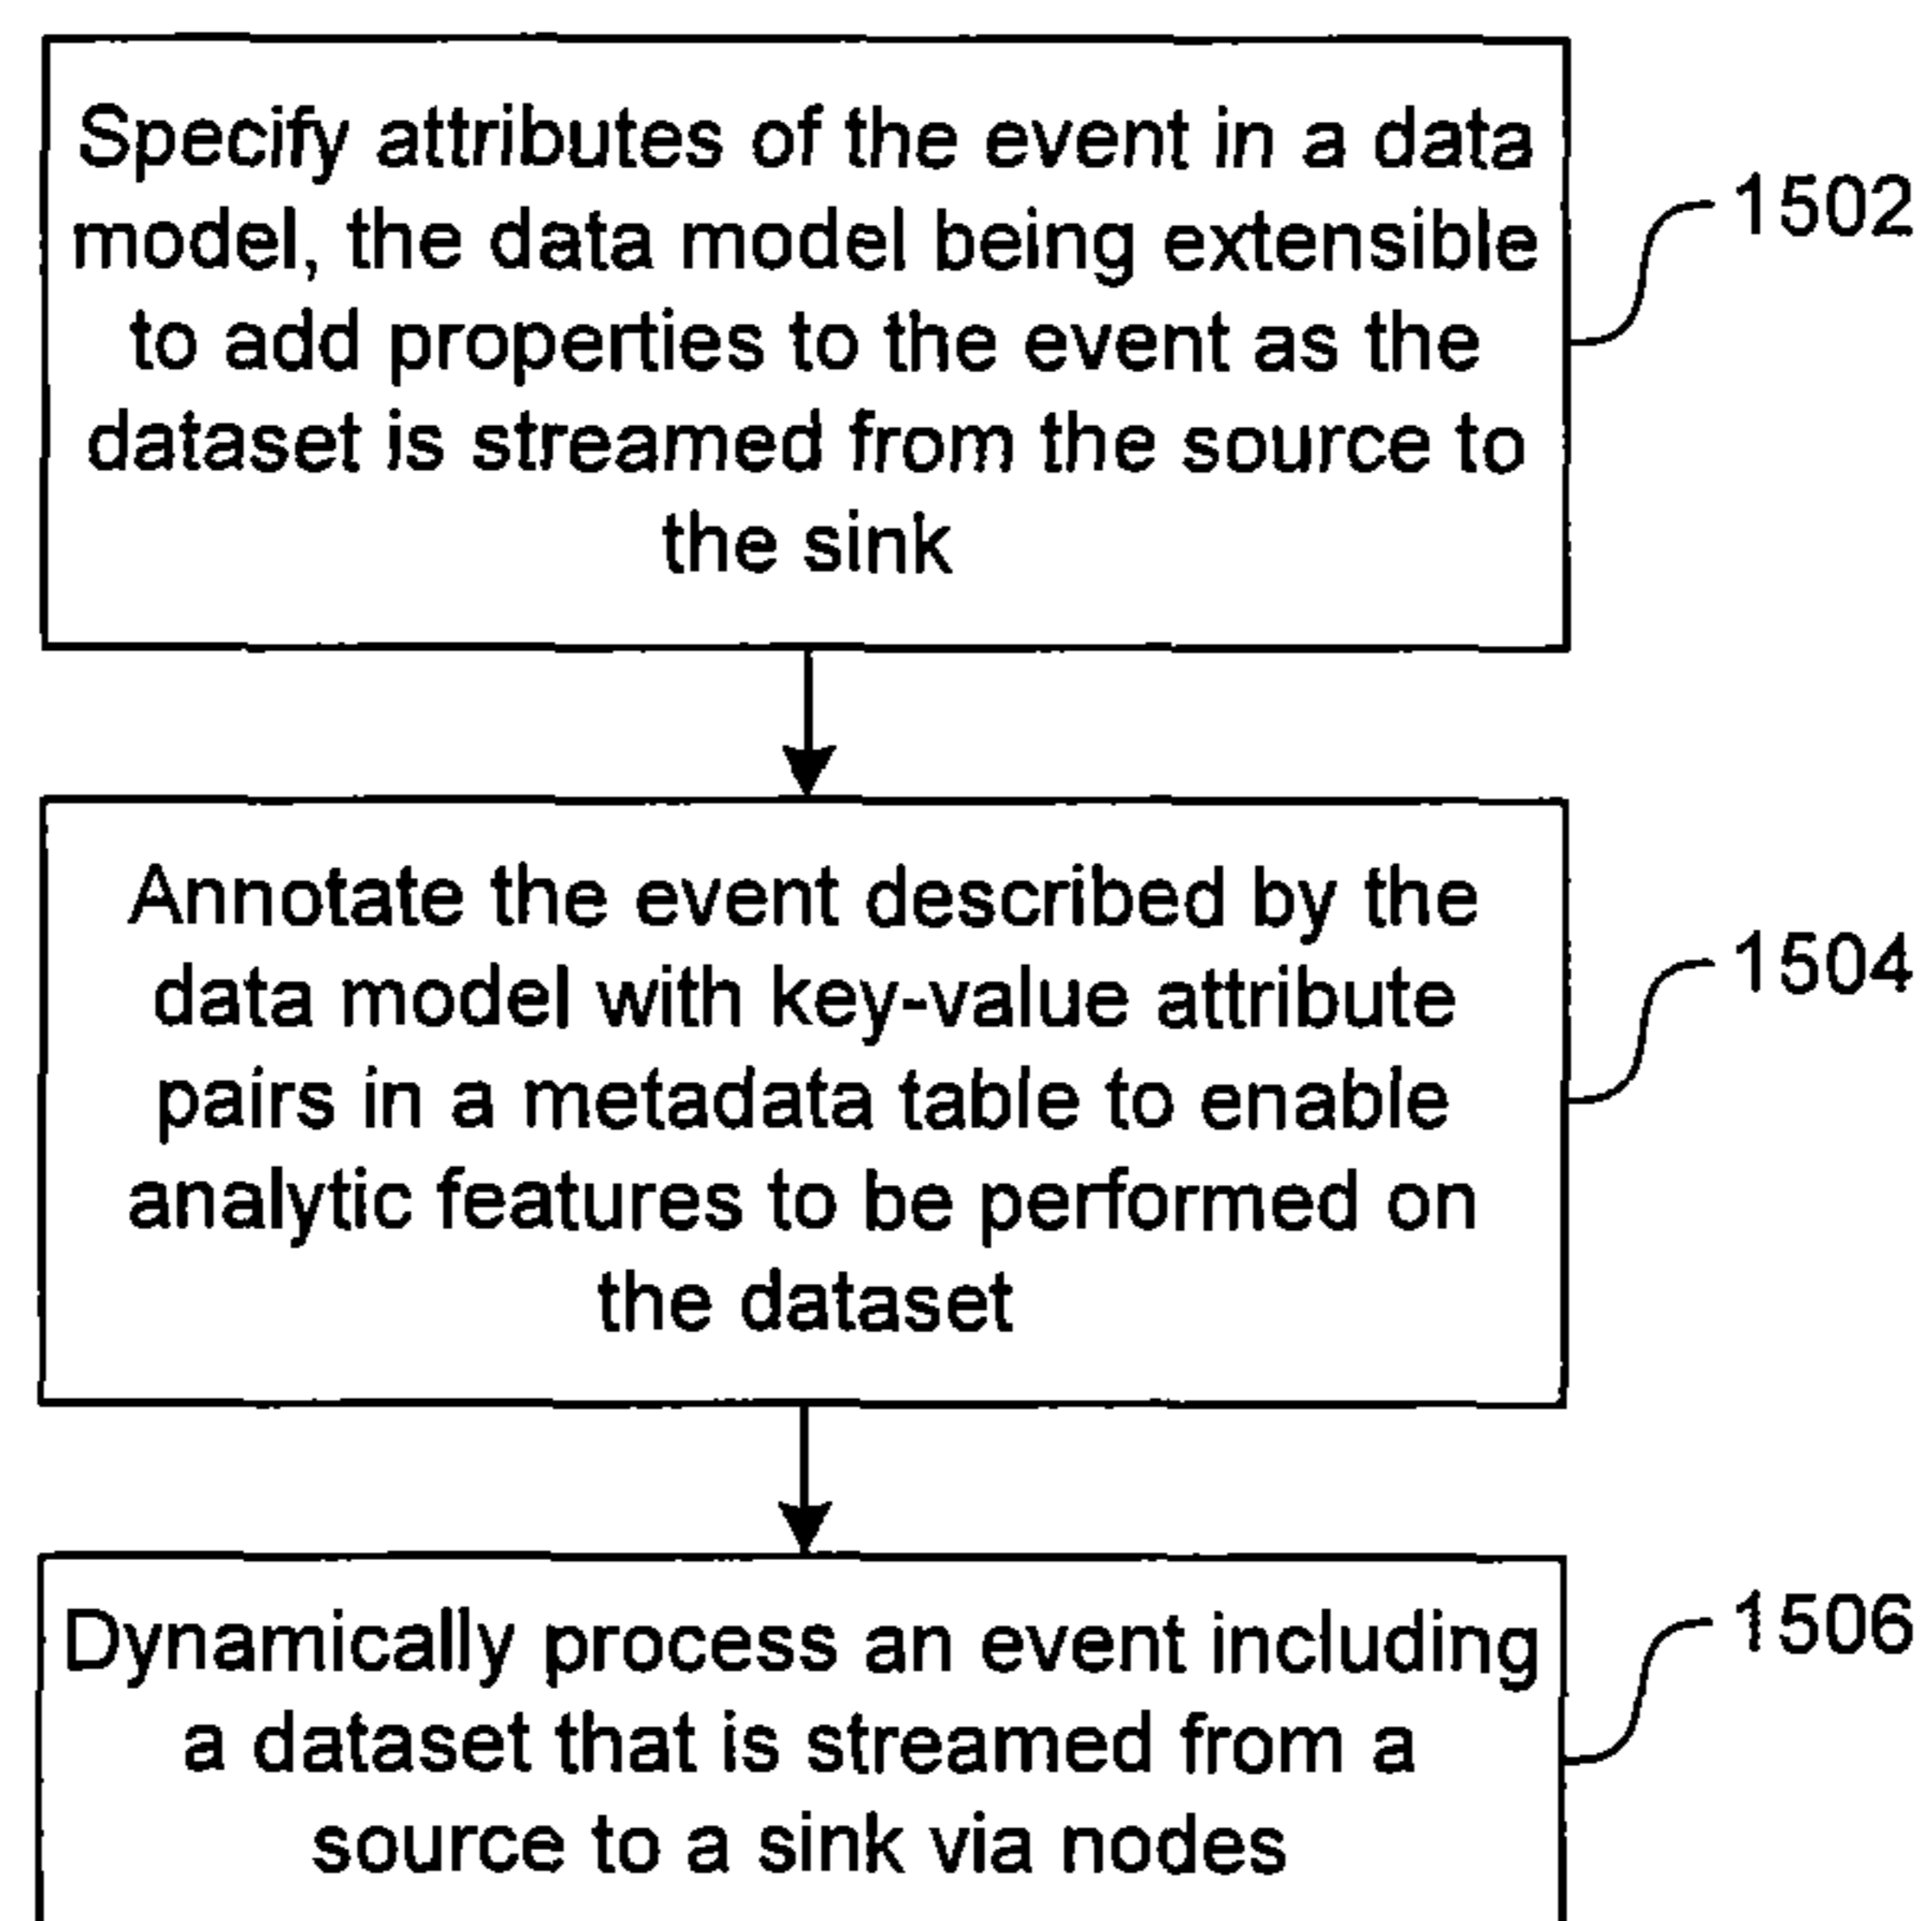 Specify attributes of the event in a data
model, the data model being extensible
to add properties to the event as the
dataset is streamed from the source to
the sink
1502
Annotate the event described by the
data model with key-value attribute
pairs in a metadata table to enable
analytic features to be performed on
the dataset
1504
Dynamically process an event including
a dataset that is streamed from a
source to a sink via nodes
1506